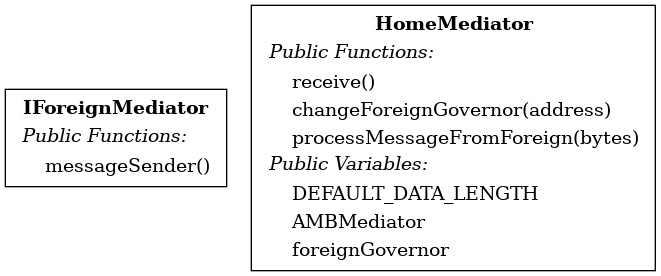 IForeignMediator
Public Functions:
messageSender()
HomeMediator
Public Functions:
receive()
changeForeignGovernor(address)
processMessageFromForeign(bytes)
Public Variables:
DEFAULT_DATA_LENGTH
AMBMediator
foreignGovernor